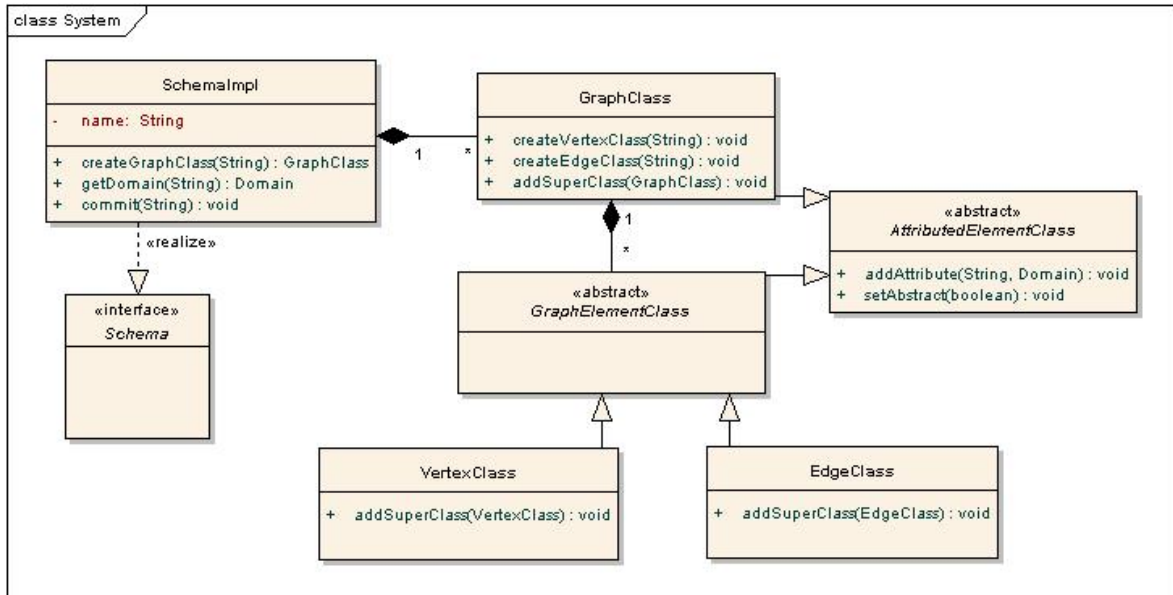 class System
SchemaImpl
- name: String
+ createGraphClass(String) : GraphClass
+ getDomain(String) : Domain
+ commit(String) : void
1
*
GraphClass
+ createVertexClass(String) : void
+ createEdgeClass(String) : void
+ addSuperClass(GraphClass) : void
«realize»
1
*
«abstract»
AttributedElementClass
+ addAttribute(String, Domain) : void
+ setAbstract(boolean) : void
«interface»
Schema
«abstract»
GraphElementClass
VertexClass
+ addSuperClass(VertexClass) : void
EdgeClass
+ addSuperClass(EdgeClass) : void